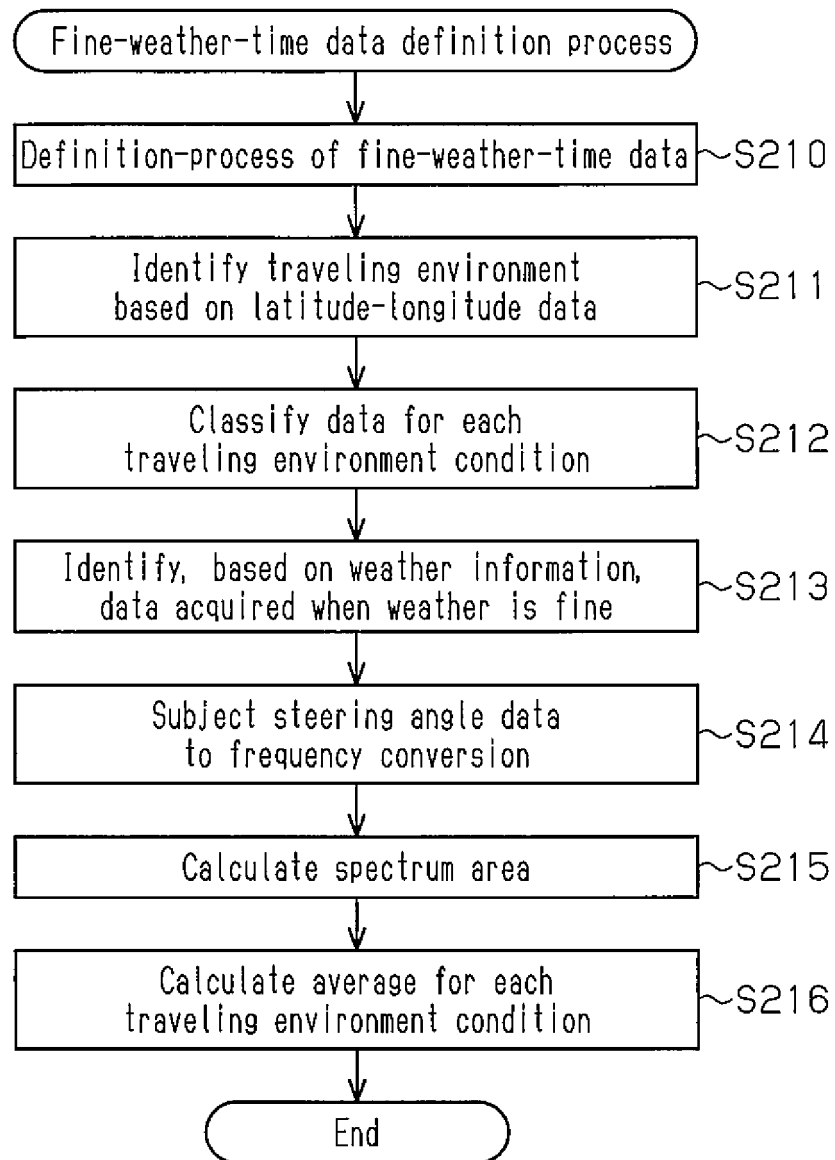 Fine-weather-time data definition process
Definition-process of fine-weather-time data
S210
Identify traveling environment
based on latitude-longitude data
S211
Classify data for each
traveling environment condition
S212
Identify, based on weather information,
data acquired when weather is fine
S213
Subject steering angle data
to frequency conversion
S214
Calculate spectrum area
S215
Calculate average for each
traveling environment condition
S216
End